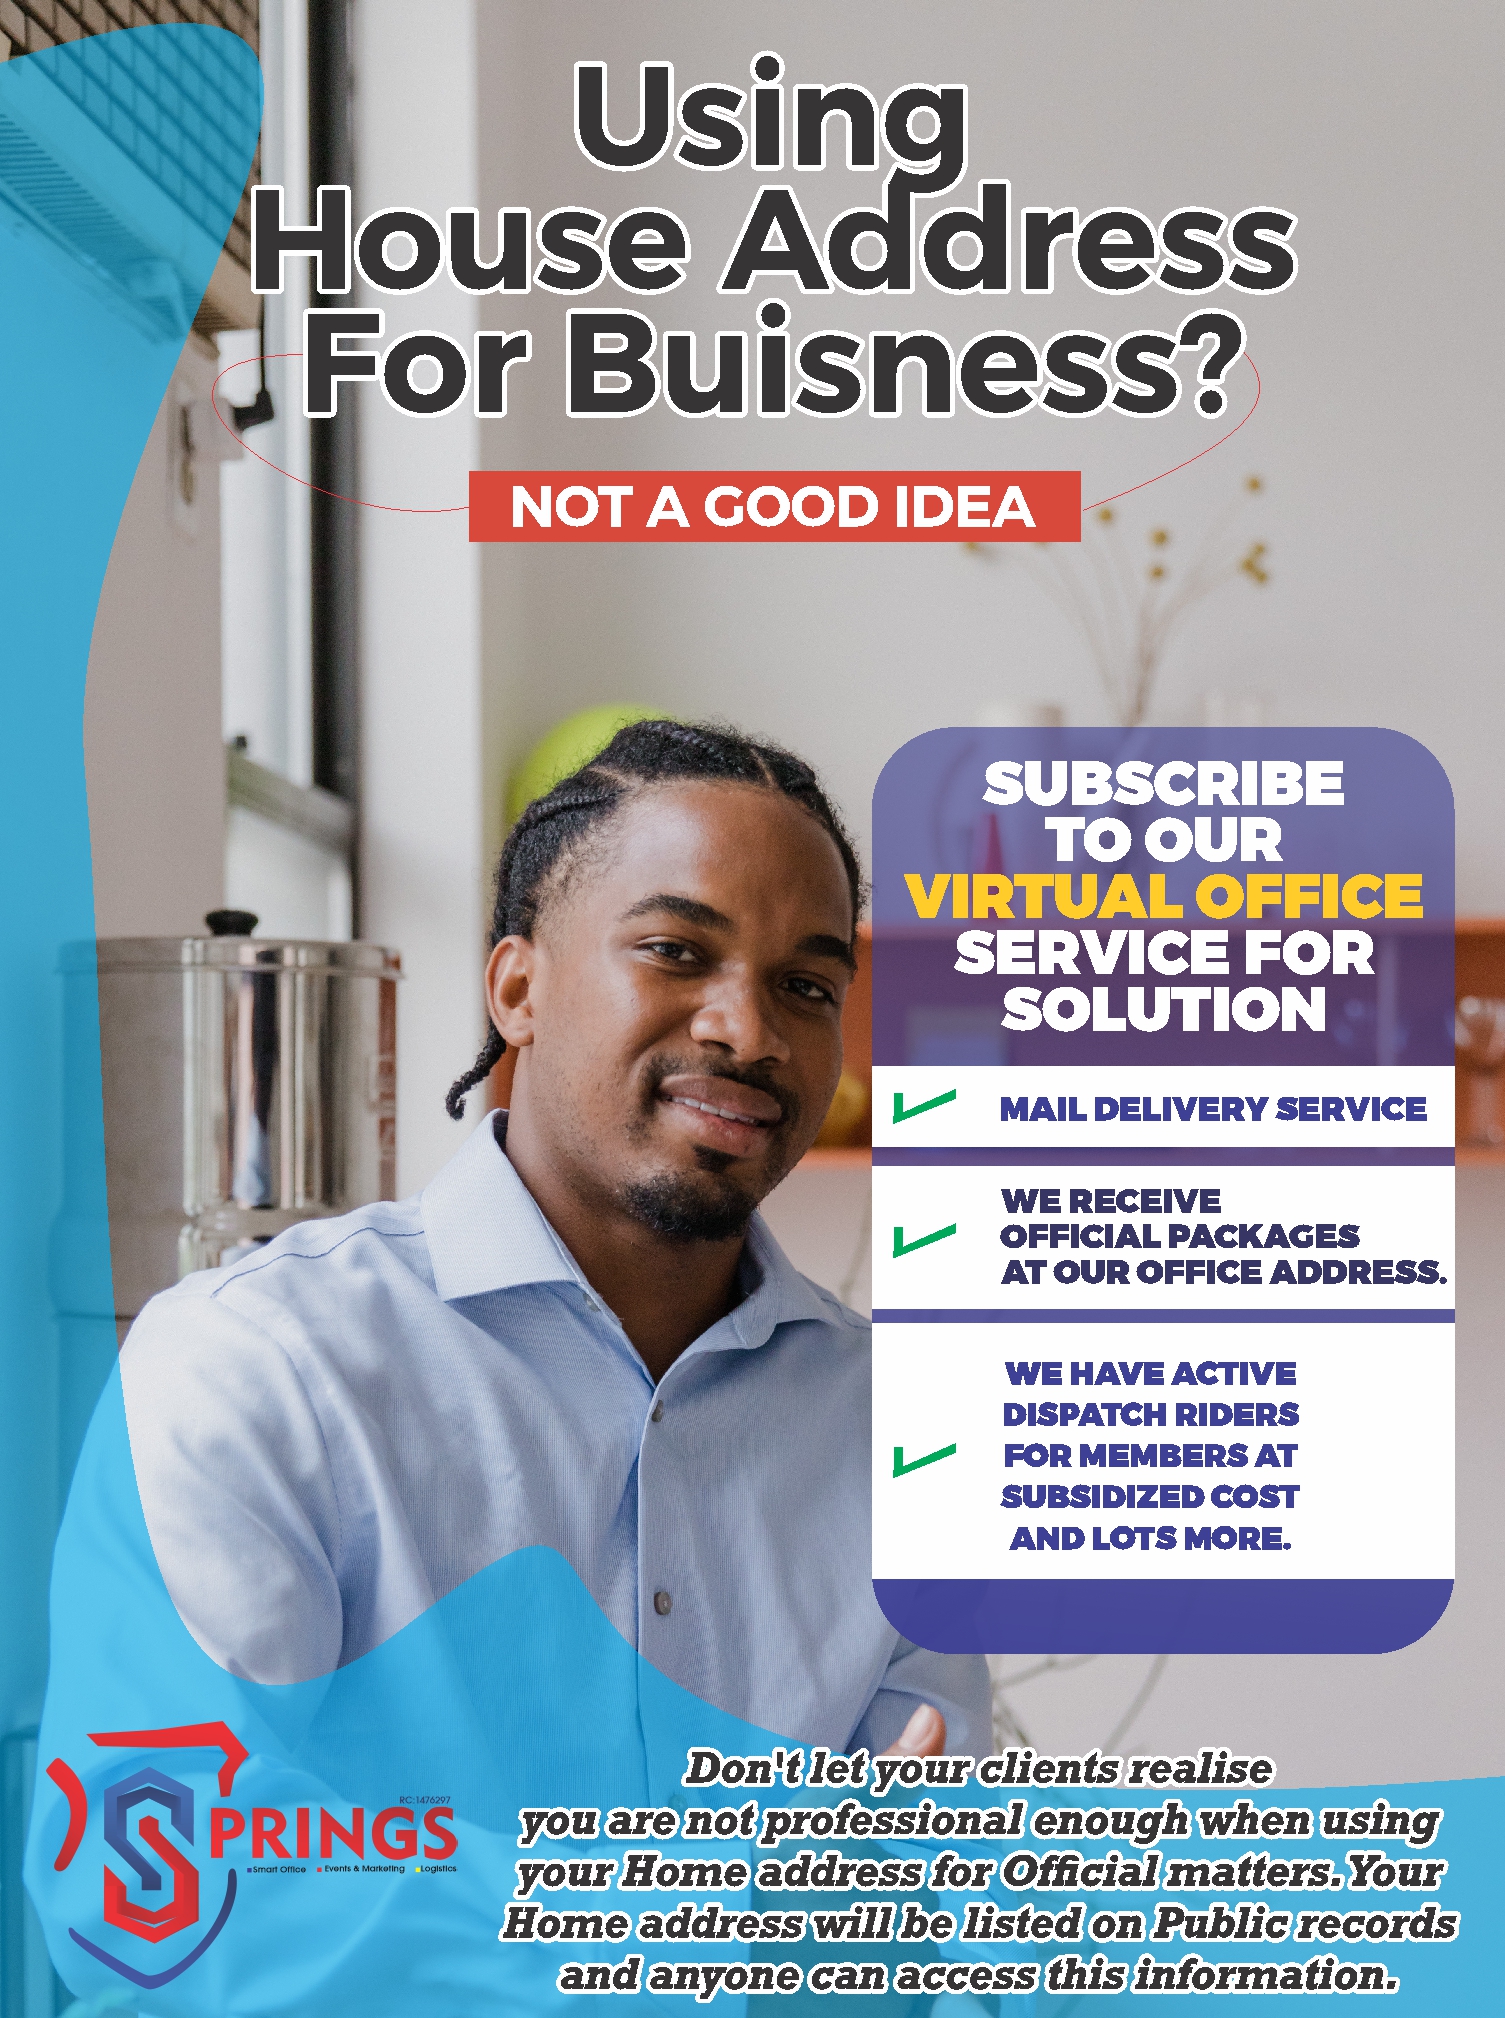 Using
House Address
For Buisness?
NOT A GOOD IDEA
SUBSCRIBE
TO OUR
VIRTUAL OFFICE
SERVICE FOR
SOLUTION
MAIL DELIVERY SERVICE
WE RECEIVE
OFFICIAL PACKAGES
AT OUR OFFICE ADDRESS.
WE HAVE ACTIVE
DISPATCH RIDERS
FOR MEMBERS AT
SUBSIDIZED COST
AND LOTS MORE.
RC:1476297
SPRINGS
Smart Office Events & Marketing Logistics
Don't let your clients realise
you are not professional enough when using
your Home address for Official matters. Your
Home address will be listed on Public records
and anyone can access this information.